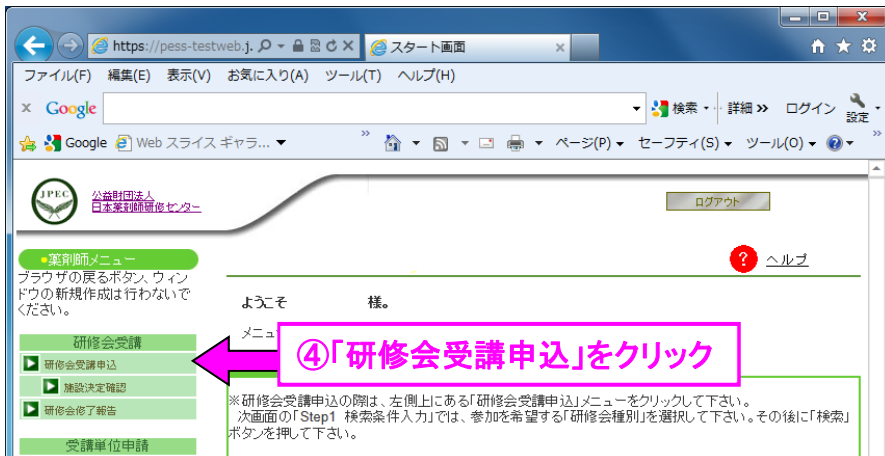 https://pess-testweb.j.
スタート画面
ファイル(F) 編集(E) 表示(V) お気に入り(A) ツール(T) ヘルプ(H)
× Google 検索 詳細 » ログイン 設定
Google Web スライス ギャラ... ページ(P) セーフティ(S) ツール(O)
JPEC
公益財団法人
日本薬剤師研修センター
ログアウト
●薬剤師メニュー
? ヘルプ
ブラウザの戻るボタン、ウィン
ドウの新規作成は行わないで
ください。
ようこそ 様。
メニュー
研修会受講
④「研修会受講申込」をクリック
研修会受講申込
施設決定確認
研修会修了報告
※研修会受講申込の際は、左側上にある「研修会受講申込」メニューをクリックして下さい。
次画面の「Step1 検索条件入力」では、参加を希望する「研修会種別」を選択して下さい。その後に「検索」
ボタンを押して下さい。
受講単位申請